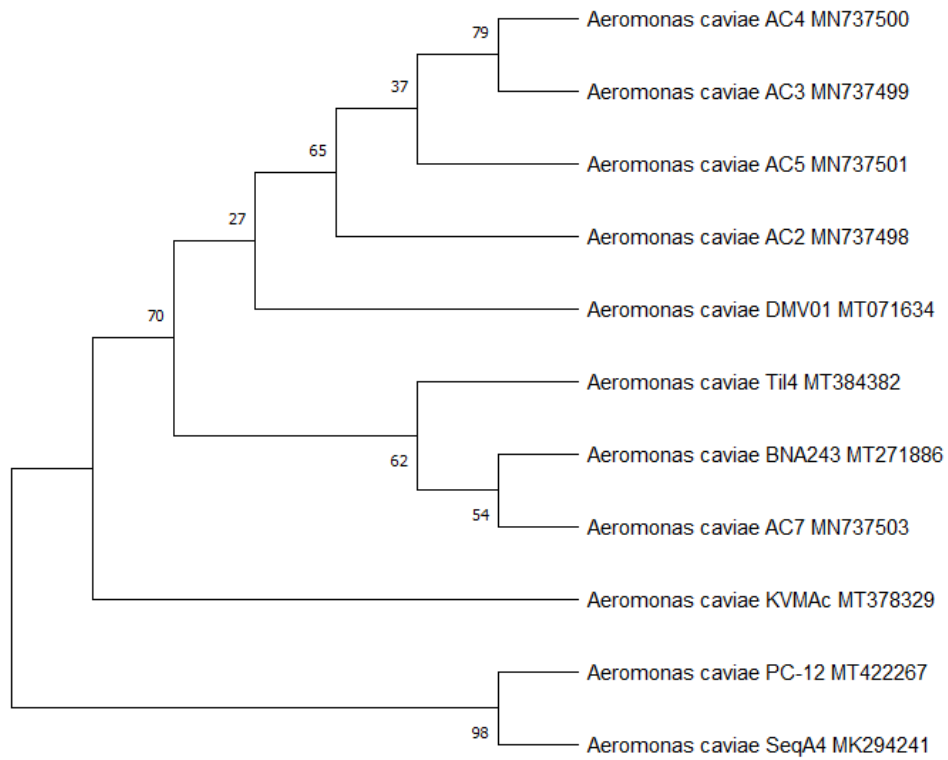 Aeromonas caviae AC4 MN737500
79
Aeromonas caviae AC3 MN737499
37
Aeromonas caviae AC5 MN737501
65
Aeromonas caviae AC2 MN737498
27
Aeromonas caviae DMV01 MT071634
70
Aeromonas caviae Til4 MT384382
62
Aeromonas caviae BNA243 MT271886
54
Aeromonas caviae AC7 MN737503
Aeromonas caviae KVMAc MT378329
Aeromonas caviae PC-12 MT422267
98
Aeromonas caviae SeqA4 MK294241